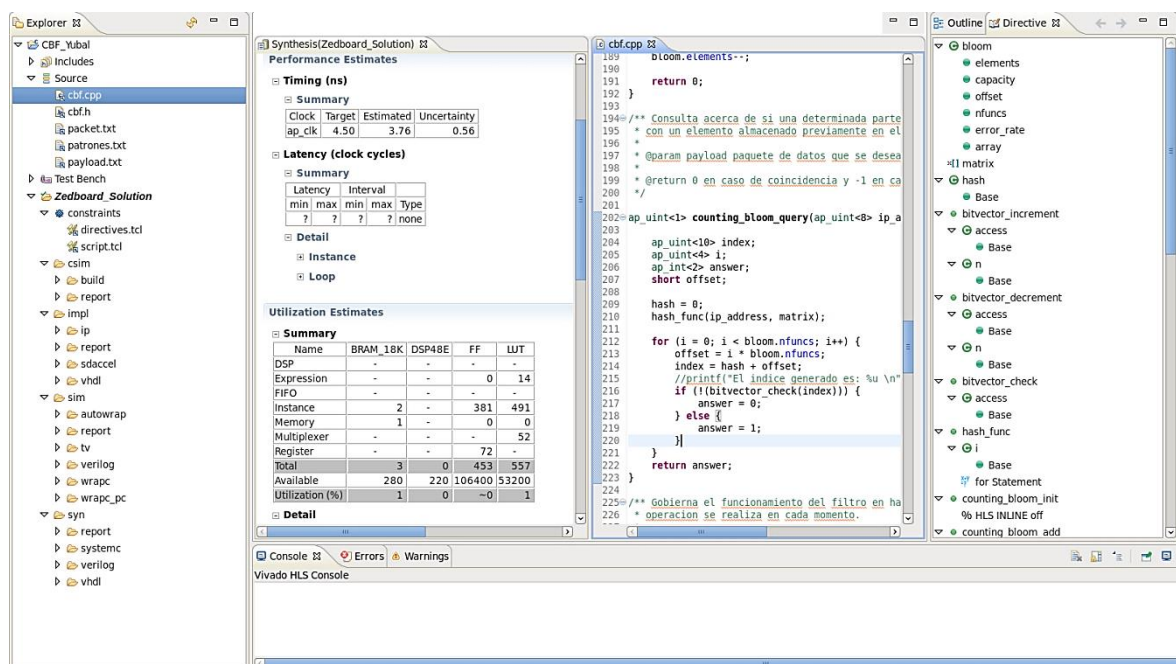 Explorer
CBF_Yubal
Includes
Source
cbf.cpp
cbf.h
packet.txt
patrones.txt
payload.txt
Test Bench
Zedboard_Solution
constraints
directives.tcl
script.tcl
csim
build
report
impl
ip
report
sdaccel
vhdl
sim
autowrap
report
tv
verilog
wrapc
wrapc_pc
syn
report
systemc
verilog
vhdl
Synthesis(Zedboard_Solution)
Performance Estimates
Timing (ns)
Summary
Clock Target Estimated Uncertainty
ap_clk 4.50 3.76 0.56
Latency (clock cycles)
Summary
Latency Interval
min max min max Type
? ? ? ? none
Detail
Instance
Loop
Utilization Estimates
Summary
Name BRAM_18K DSP48E FF LUT
DSP - - - -
Expression - - 0 14
FIFO - - - -
Instance 2 - 381 491
Memory 1 - 0 0
Multiplexer - - - 52
Register - - 72 -
Total 3 0 453 557
Available 280 220 106400 53200
Utilization (%) 1 0 ~0 1
Detail
cbf.cpp
189 bloom.elements--;
190
191 return 0;
192 }
193
194 /** Consulta acerca de si una determinada parte
195 * con un elemento almacenado previamente en el
196 *
197 * @param payload paquete de datos que se desea
198 *
199 * @return 0 en caso de coincidencia y -1 en ca
200 */
201
202 ap_uint<1> counting_bloom_query(ap_uint<8> ip_a
203
204 ap_uint<10> index;
205 ap_uint<4> i;
206 ap_int<2> answer;
207 short offset;
208
209 hash = 0;
210 hash_func(ip_address, matrix);
211
212 for (i = 0; i < bloom.nfuncs; i++) {
213 offset = i * bloom.nfuncs;
214 index = hash + offset;
215 //printf("El indice generado es: %u \n"
216 if (!(bitvector_check(index))) {
217 answer = 0;
218 } else {
219 answer = 1;
220 }
221 }
222 return answer;
223 }
224
225 /** Gobierna el funcionamiento del filtro en ha
226 * operacion se realiza en cada momento.
Outline Directive
bloom
elements
capacity
offset
nfuncs
error_rate
array
matrix
hash
Base
bitvector_increment
access
Base
n
Base
bitvector_decrement
access
Base
n
Base
bitvector_check
access
Base
hash_func
i
Base
for Statement
counting_bloom_init
% HLS INLINE off
counting_bloom_add
Console Errors Warnings
Vivado HLS Console